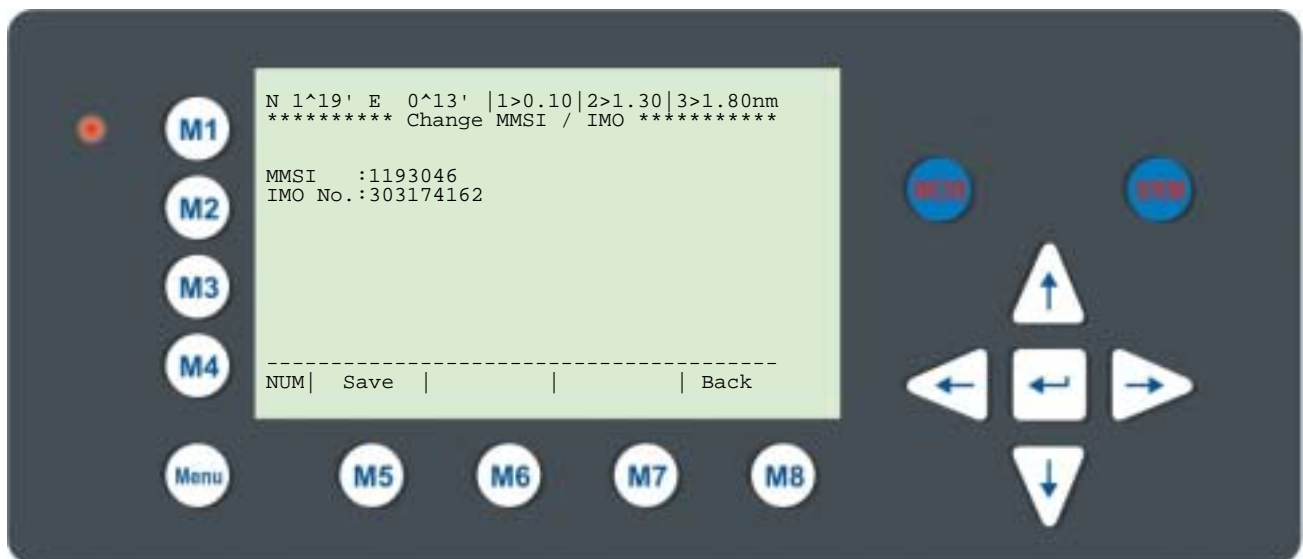 N 1^19' E 0^13' |1>0.10|2>1.30|3>1.80nm
********** Change MMSI / IMO ***********
MMSI :1193046
IMO No.:303174162
----------------------------------------
NUM| Save | | | Back
M1
M2
M3
M4
Menu
M5
M6
M7
M8